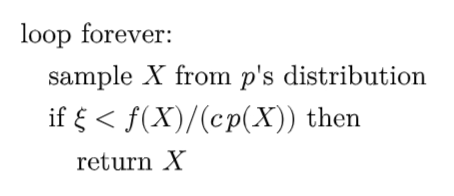 loop forever:
sample X from p's distribution
if ξ < f(X)/(cp(X)) then
return X